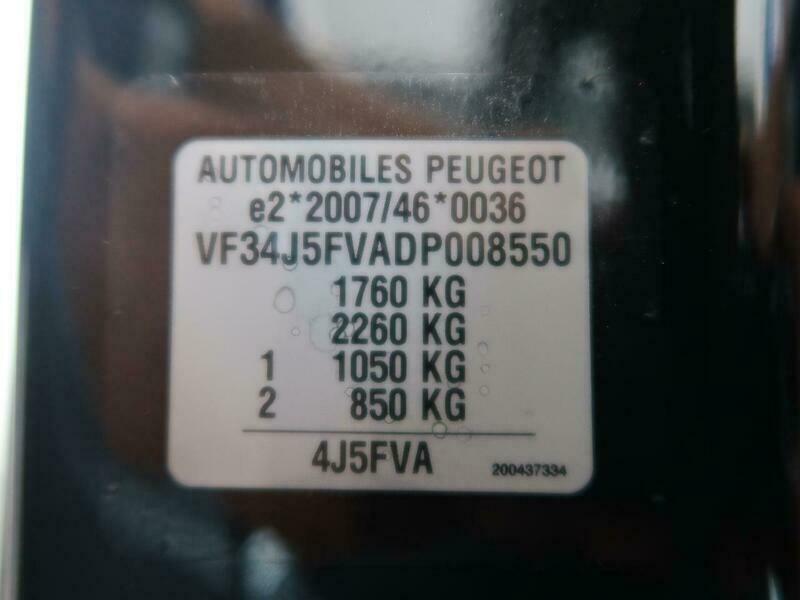 AUTOMOBILES PEUGEOT
e2*2007/46*0036
VF34J5FVADP008550
1760 KG
2260 KG
1 1050 KG
2 850 KG
4J5FVA 200437334